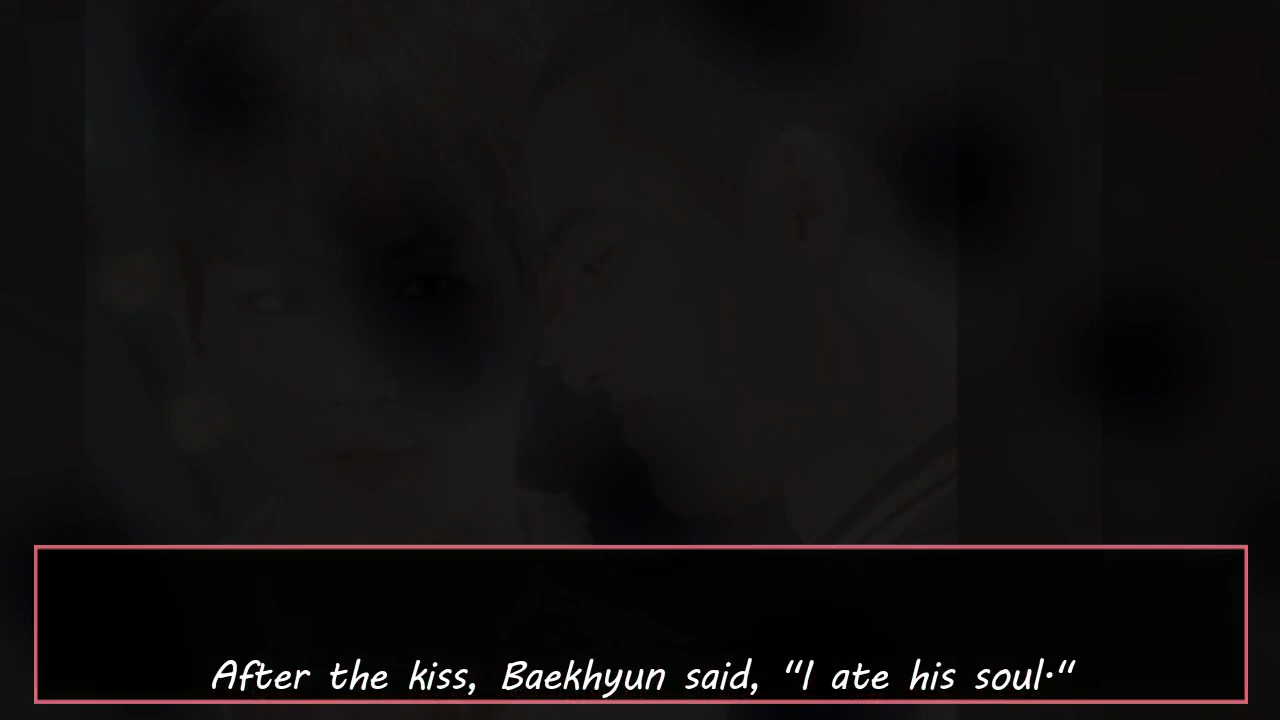 After the kiss, Baekhyun said, “I ate his soul·“